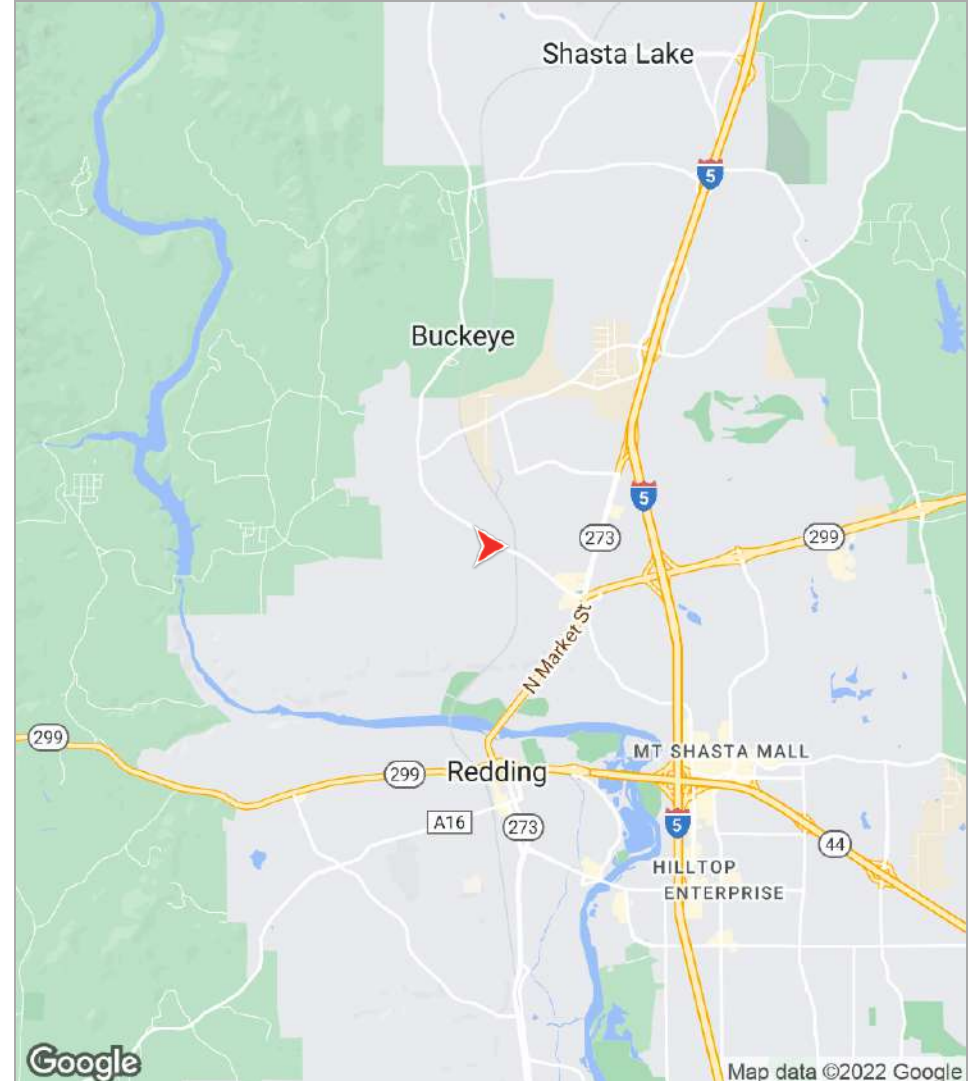 Shasta Lake
5
Buckeye
5
273
299
N Market St
299
MT SHASTA MALL
299
Redding
A16
273
5
44
HILLTOP
ENTERPRISE
Google
Map data ©2022 Google